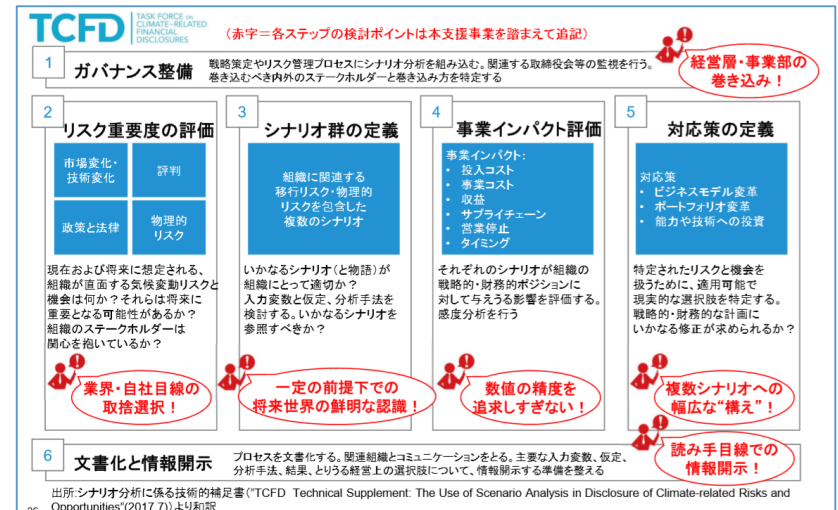 TCFD
TASK FORCE on
CLIMATE-RELATED
FINANCIAL
DISCLOSURES
(赤字=各ステップの検討ポイントは本支援事業を踏まえて追記)
1
ガバナンス整備
戦略策定やリスク管理プロセスにシナリオ分析を組み込む。関連する取締役会等の監視を行う。
巻き込むべき内外のステークホルダーと巻き込み方を特定する
経営層・事業部の
巻き込み!
2
リスク重要度の評価
市場変化・
技術変化
評判
政策と法律
物理的
リスク
現在および将来に想定される、
組織が直面する気候変動リスクと
機会は何か?それらは将来に
重要となる可能性があるか?
組織のステークホルダーは
関心を抱いているか?
業界・自社目線の
取捨選択!
3
シナリオ群の定義
組織に関連する
移行リスク・物理的
リスクを包含した
複数のシナリオ
いかなるシナリオ(と物語)が
組織にとって適切か?
入力変数と仮定、分析手法を
検討する。いかなるシナリオを
参照すべきか?
一定の前提下での
将来世界の鮮明な認識!
4
事業インパクト評価
事業インパクト:
• 投入コスト
• 事業コスト
• 収益
• サプライチェーン
• 営業停止
• タイミング
それぞれのシナリオが組織の
戦略的・財務的ポジションに
対して与えうる影響を評価する。
感度分析を行う
数値の精度を
追求しすぎない!
5
対応策の定義
対応策
• ビジネスモデル変革
• ポートフォリオ変革
• 能力や技術への投資
特定されたリスクと機会を
扱うために、適用可能で
現実的な選択肢を特定する。
戦略的・財務的な計画に
いかなる修正が求められるか?
複数シナリオへの
幅広な“構え”!
6
文書化と情報開示
プロセスを文書化する。関連組織とコミュニケーションをとる。主要な入力変数、仮定、
分析手法、結果、とりうる経営上の選択肢について、情報開示する準備を整える
読み手目線での
情報開示!
出所:シナリオ分析に係る技術的補足書("TCFD Technical Supplement: The Use of Scenario Analysis in Disclosure of Climate-related Risks and
Opportunities"(2017.7))より和訳